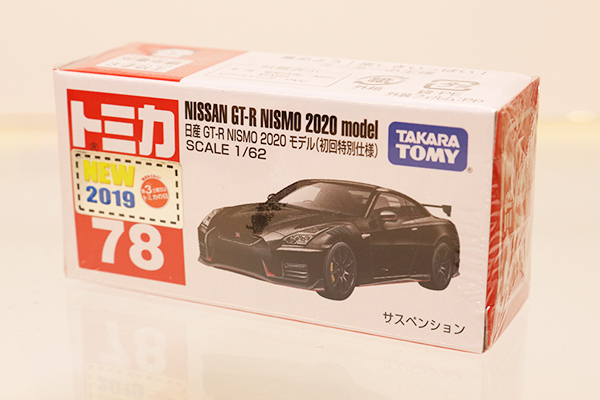 トミカ
NEW
2019
78
NISSAN GT-R NISMO 2020 model
日産 GT-R NISMO 2020 モデル(初回特別仕様)
SCALE 1/62
TAKARA
TOMY
サスペンション